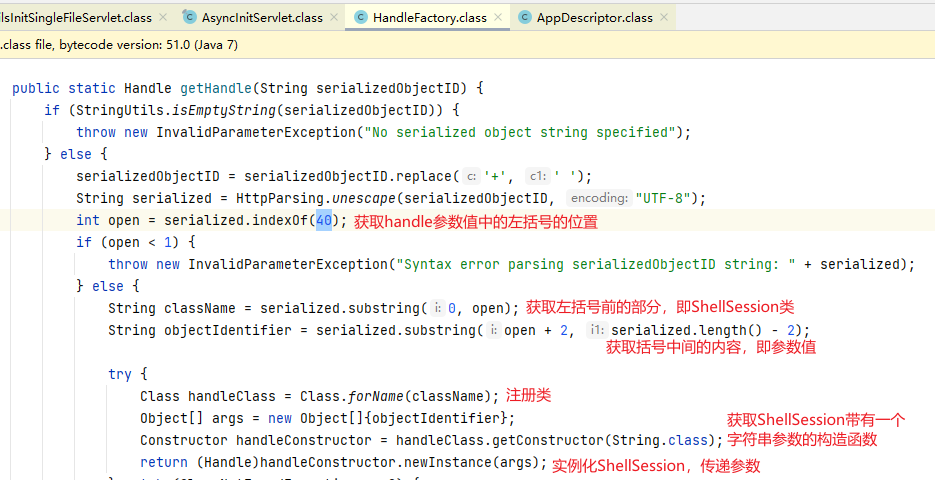 lsInitSingleFileServlet.class × AsyncInitServlet.class × HandleFactory.class × AppDescriptor.class ×
.class file, bytecode version: 51.0 (Java 7)
public static Handle getHandle(String serializedObjectID) {
if (StringUtils.isEmptyString(serializedObjectID)) {
throw new InvalidParameterException("No serialized object string specified");
} else {
serializedObjectID = serializedObjectID.replace( c: '+', c1: ' ');
String serialized = HttpParsing.unescape(serializedObjectID, encoding: "UTF-8");
int open = serialized.indexOf(40); 获取handle参数值中的左括号的位置
if (open < 1) {
throw new InvalidParameterException("Syntax error parsing serializedObjectID string: " + serialized);
} else {
String className = serialized.substring( i: 0, open); 获取左括号前的部分，即ShellSession类
String objectIdentifier = serialized.substring( i: open + 2, i1: serialized.length() - 2);
获取括号中间的内容，即参数值
try {
Class handleClass = Class.forName(className); 注册类
Object[] args = new Object[]{objectIdentifier};
Constructor handleConstructor = handleClass.getConstructor(String.class); 获取ShellSession带有一个
字符串参数的构造函数
return (Handle)handleConstructor.newInstance(args); 实例化ShellSession，传递参数